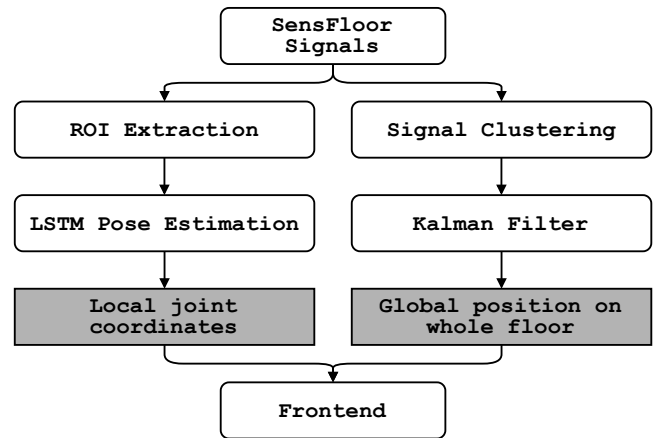 SensFloor
Signals
ROI Extraction
Signal Clustering
LSTM Pose Estimation
Kalman Filter
Local joint
coordinates
Global position on
whole floor
Frontend